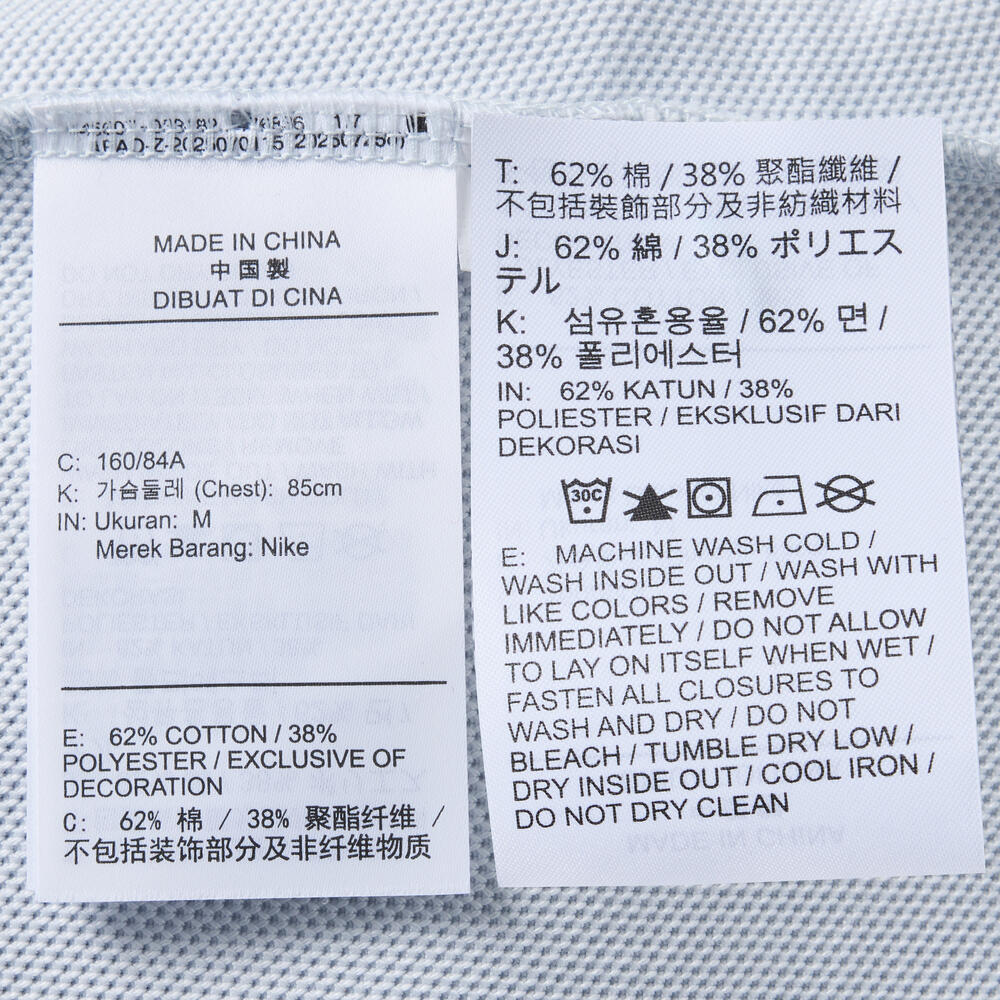 MADE IN CHINA
中国製
DIBUAT DI CINA
C: 160/84A
K: 가슴둘레 (Chest): 85cm
IN: Ukuran: M
Merek Barang: Nike
E: 62% COTTON / 38%
POLYESTER / EXCLUSIVE OF
DECORATION
C: 62% 棉 / 38% 聚酯纤维 /
不包括装饰部分及非纤维物质
T: 62% 棉 / 38% 聚酯纖維 /
不包括裝飾部分及非紡織材料
J: 62% 綿 / 38% ポリエス
テル
K: 섬유혼용율 / 62% 면 /
38% 폴리에스터
IN: 62% KATUN / 38%
POLIESTER / EKSKLUSIF DARI
DEKORASI
30C
E: MACHINE WASH COLD /
WASH INSIDE OUT / WASH WITH
LIKE COLORS / REMOVE
IMMEDIATELY / DO NOT ALLOW
TO LAY ON ITSELF WHEN WET /
FASTEN ALL CLOSURES TO
WASH AND DRY / DO NOT
BLEACH / TUMBLE DRY LOW /
DRY INSIDE OUT / COOL IRON /
DO NOT DRY CLEAN